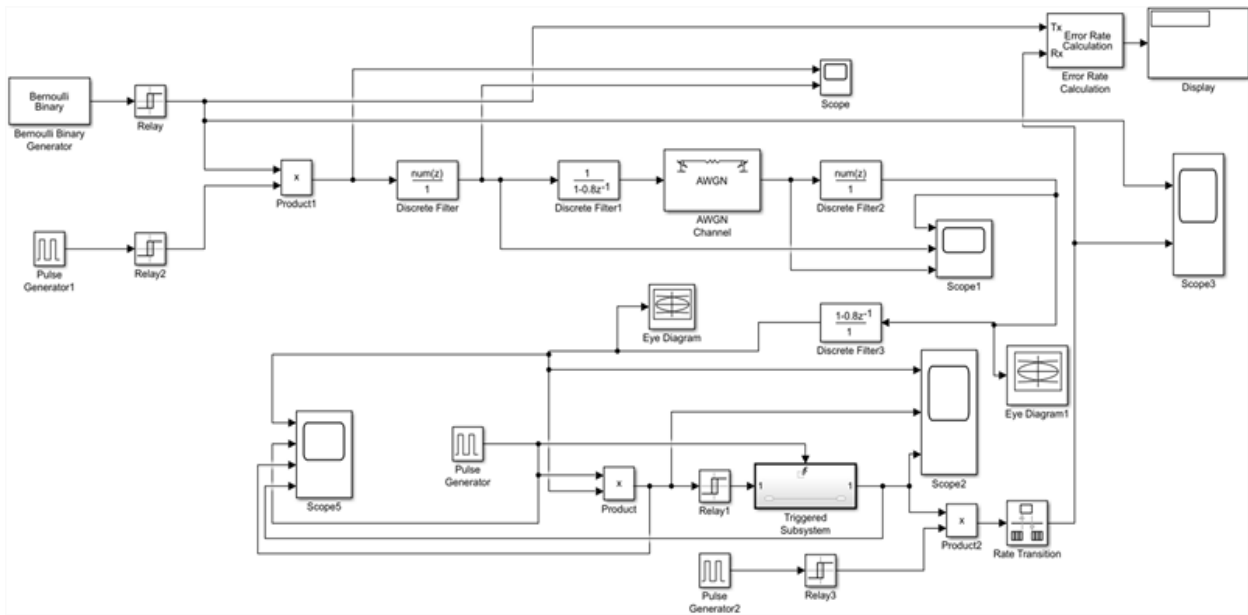 Tx
Rx
Error Rate
Calculation
Error Rate
Calculation
Display
Bernoulli
Binary
Bernoulli Binary
Generator
Relay
Scope
x
Product1
num(z)
1
Discrete Filter
1
1-0.8z-1
Discrete Filter1
AWGN
AWGN
Channel
num(z)
1
Discrete Filter2
Scope3
Pulse
Generator1
Relay2
Scope1
Eye Diagram
1-0.8z-1
1
Discrete Filter3
Eye Diagram1
Scope5
Pulse
Generator
x
Product
Relay1
1
1
Triggered
Subsystem
Scope2
x
Product2
Rate Transition
Pulse
Generator2
Relay3